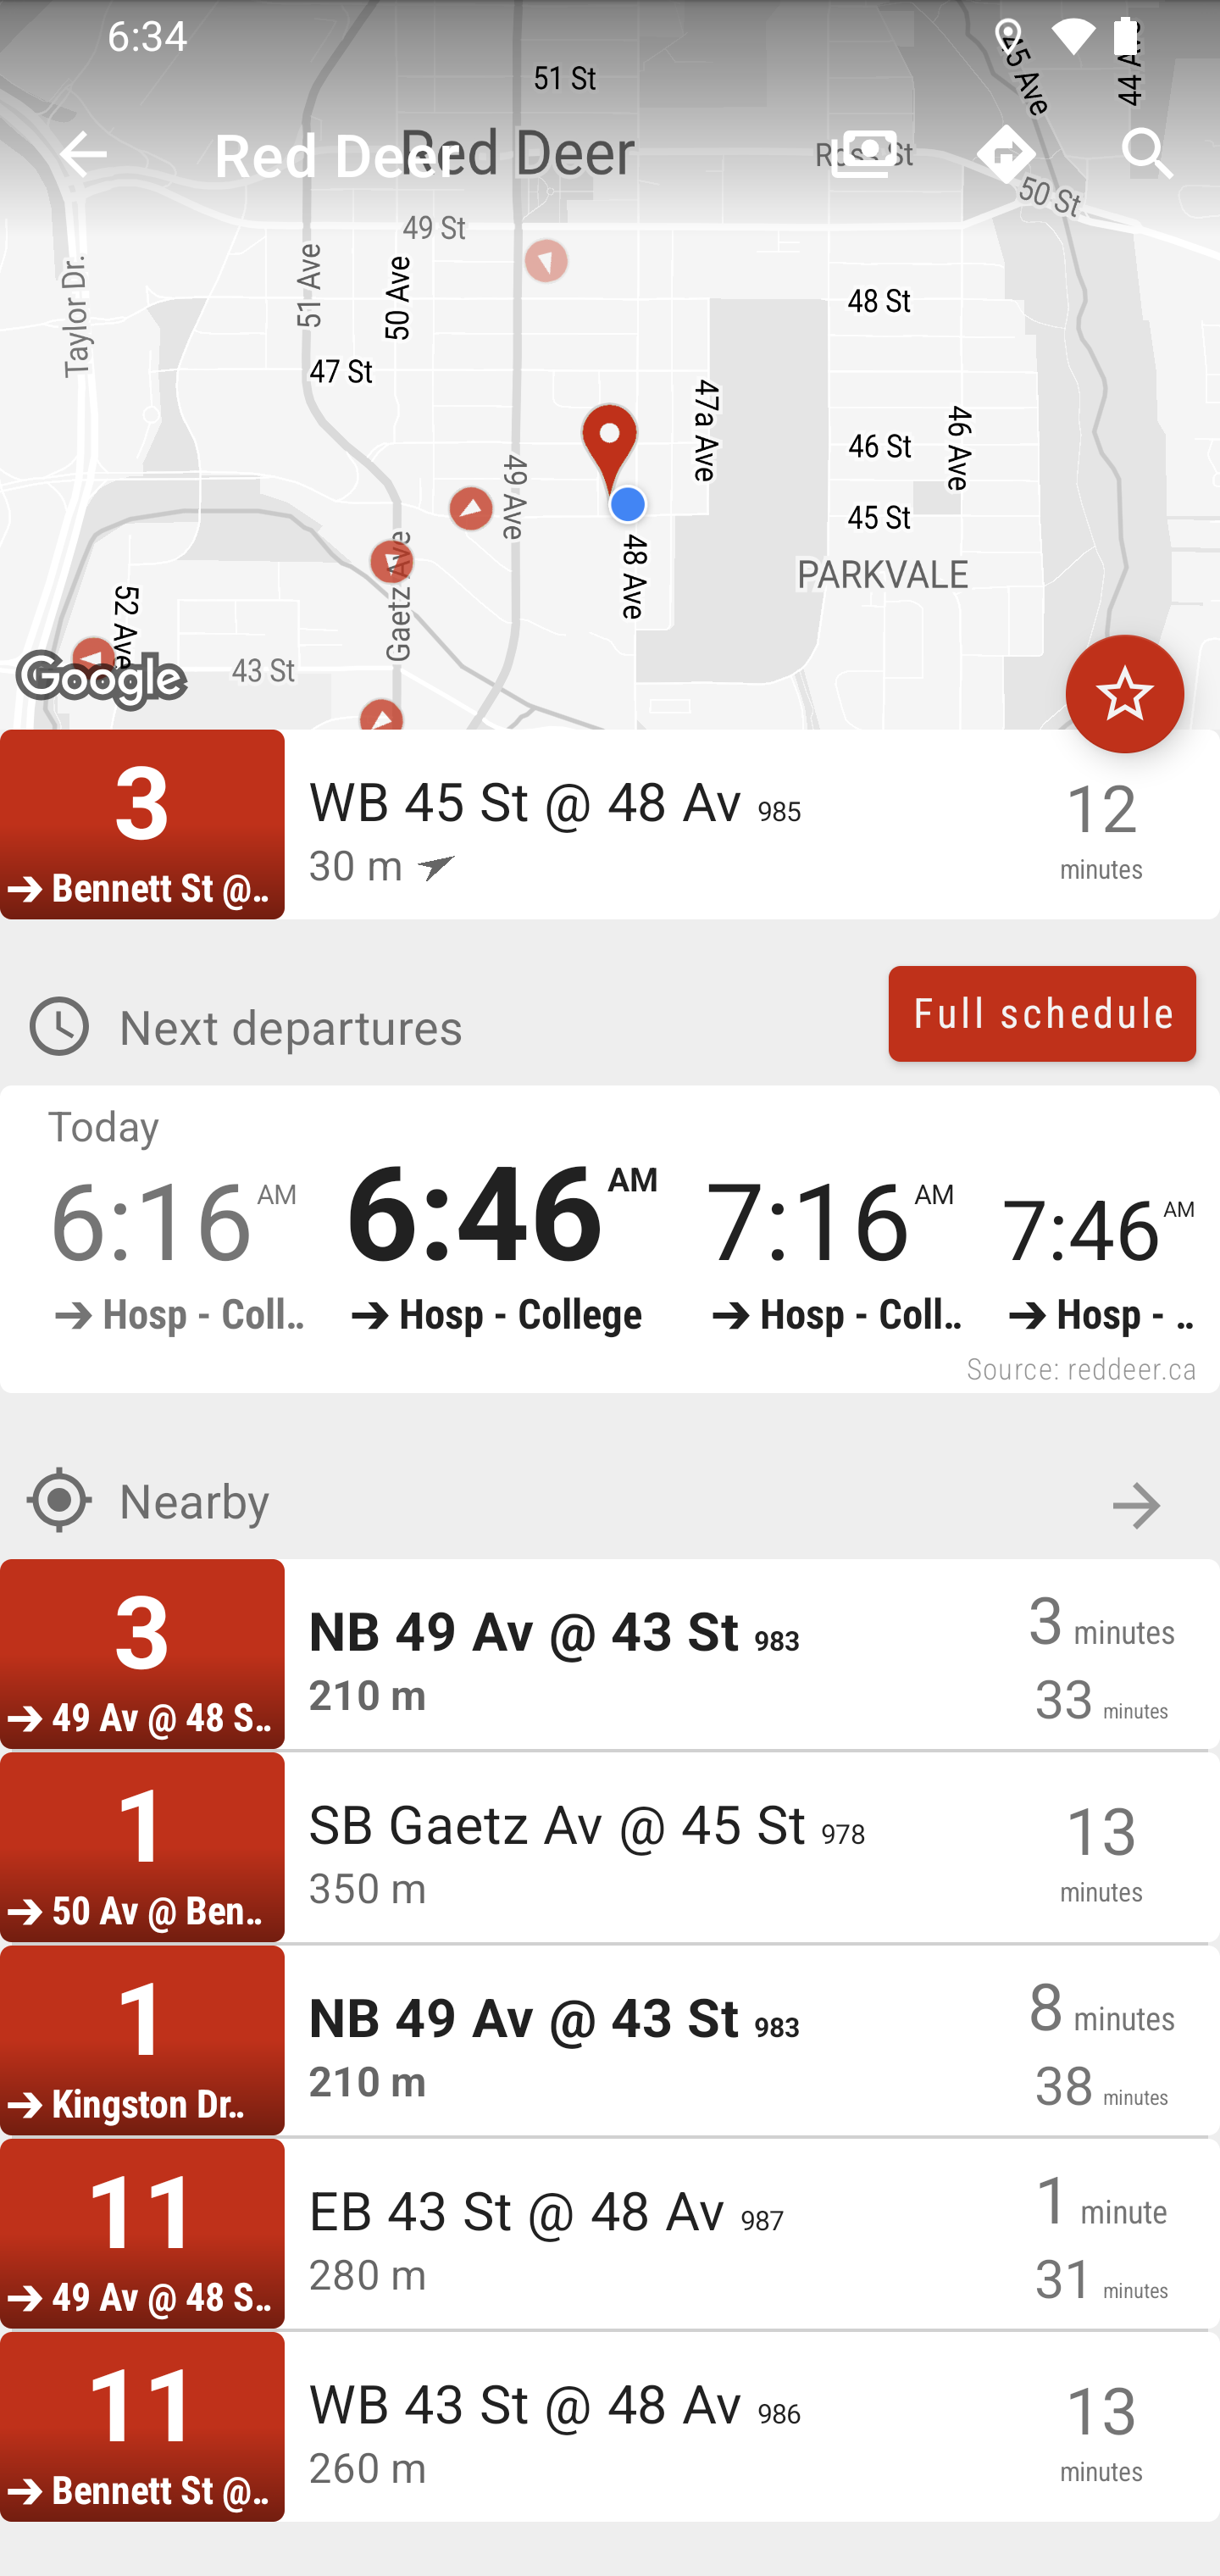 6:34
51 St
45 Ave
44 A
Red Deer
Red Deer
Ross St
50 St
49 St
Taylor Dr.
51 Ave
50 Ave
48 St
47 St
47a Ave
46 St
46 Ave
49 Ave
45 St
48 Ave
PARKVALE
Gaetz Ave
52 Ave
43 St
Google
3
Bennett St @..
WB 45 St @ 48 Av 985
30 m
12
minutes
Next departures
Full schedule
Today
6:16 AM
6:46 AM
7:16 AM
7:46 AM
Hosp - Coll..
Hosp - College
Hosp - Coll..
Hosp - ..
Source: reddeer.ca
Nearby
3
49 Av @ 48 S..
NB 49 Av @ 43 St 983
210 m
3 minutes
33 minutes
1
50 Av @ Ben..
SB Gaetz Av @ 45 St 978
350 m
13
minutes
1
Kingston Dr..
NB 49 Av @ 43 St 983
210 m
8 minutes
38 minutes
11
49 Av @ 48 S..
EB 43 St @ 48 Av 987
280 m
1 minute
31 minutes
11
Bennett St @..
WB 43 St @ 48 Av 986
260 m
13
minutes